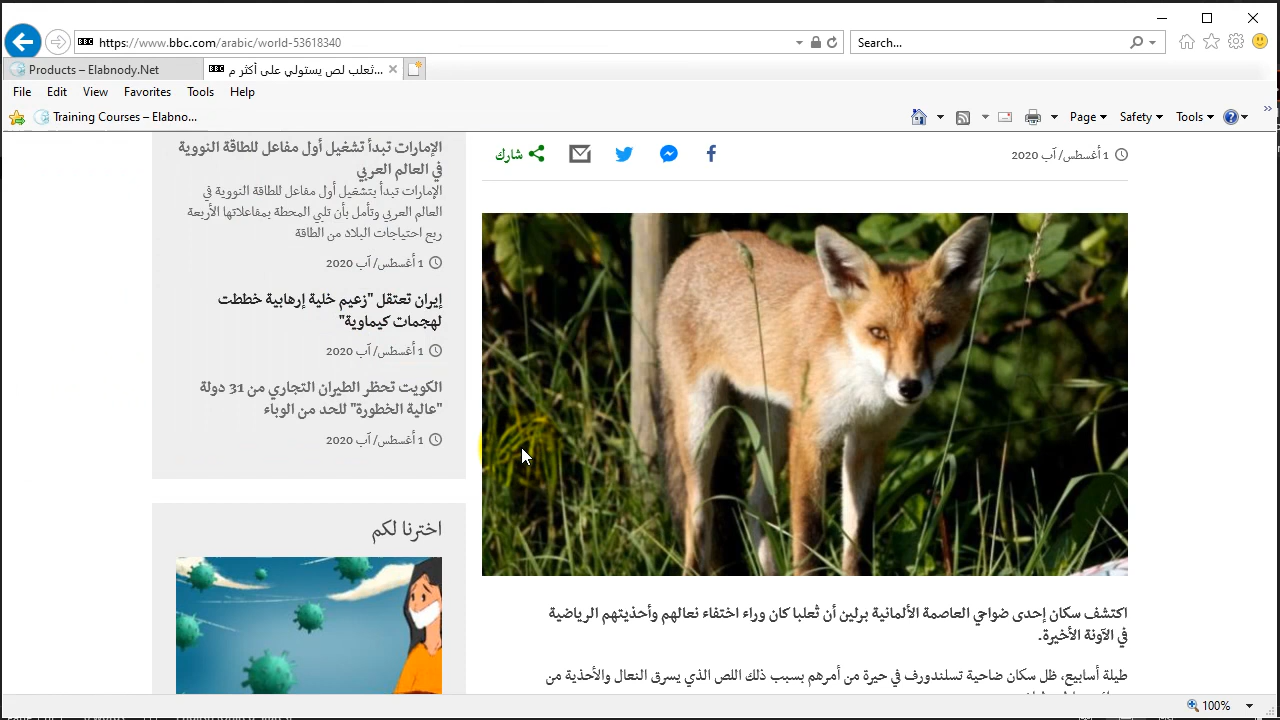 https://www.bbc.com/arabic/world-53618340
Search...
Products – Elabnody.Net
ثعلب لص يستولي على أكثر م...
File Edit View Favorites Tools Help
Training Courses – Elabno...
Page Safety Tools
شارك
1 أغسطس/ آب 2020
الإمارات تبدأ تشغيل أول مفاعل للطاقة النووية
في العالم العربي
الإمارات تبدأ بتشغيل أول مفاعل للطاقة النووية في
العالم العربي وتأمل بأن تلبي المحطة بمفاعلاتها الأربعة
ربع احتياجات البلاد من الطاقة
1 أغسطس/ آب 2020
إيران تعتقل "زعيم خلية إرهابية خططت
لهجمات كيماوية"
1 أغسطس/ آب 2020
الكويت تحظر الطيران التجاري من 31 دولة
"عالية الخطورة" للحد من الوباء
1 أغسطس/ آب 2020
اخترنا لكم
اكتشف سكان إحدى ضواحي العاصمة الألمانية برلين أن ثعلبا كان وراء اختفاء نعالهم وأحذيتهم الرياضية
في الآونة الأخيرة.
طيلة أسابيع، ظل سكان ضاحية تسلندورف في حيرة من أمرهم بسبب ذلك اللص الذي يسرق النعال والأحذية من
100%